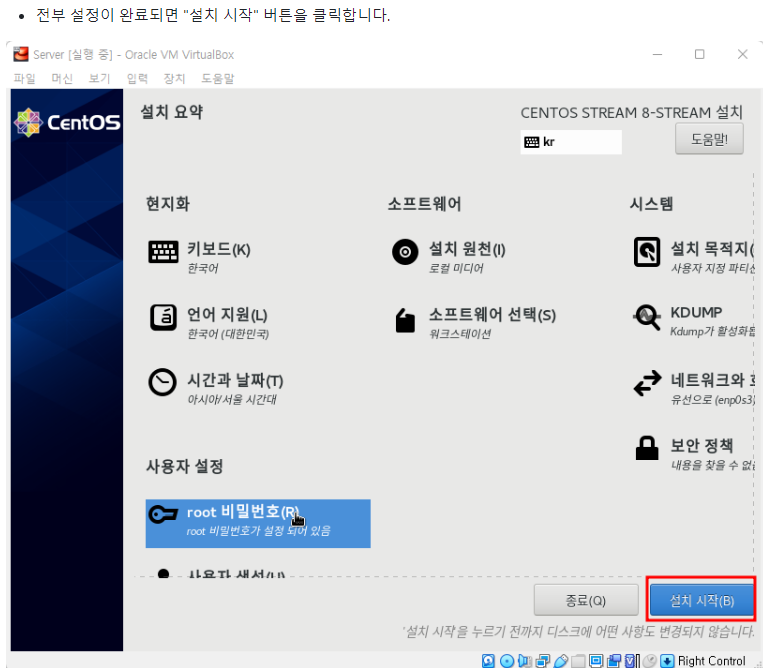 전부 설정이 완료되면 "설치 시작" 버튼을 클릭합니다.
Server [실행 중] - Oracle VM VirtualBox
파일 머신 보기 입력 장치 도움말
CentOS
설치 요약
CENTOS STREAM 8-STREAM 설치
kr
도움말!
현지화
소프트웨어
시스템
키보드(K)
한국어
설치 원천(I)
로컬 미디어
설치 목적지(
사용자 지정 파티션
언어 지원(L)
한국어 (대한민국)
소프트웨어 선택(S)
워크스테이션
KDUMP
Kdump가 활성화됨
시간과 날짜(T)
아시아/서울 시간대
네트워크와 호
유선으로 (enp0s3)
사용자 설정
보안 정책
내용을 찾을 수 없음
root 비밀번호(R)
root 비밀번호가 설정 되어 있음
사용자 생성(U)
종료(Q)
설치 시작(B)
'설치 시작'을 누르기 전까지 디스크에 어떤 사항도 변경되지 않습니다.
Right Control